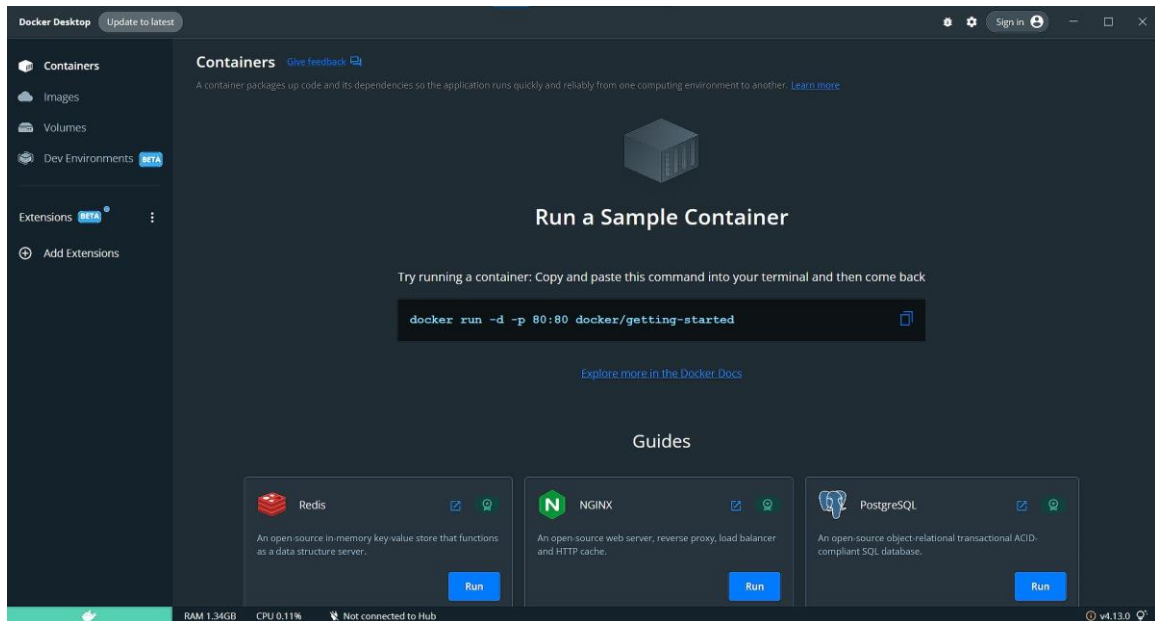 Docker Desktop Update to latest
Sign in
Containers
Images
Volumes
Dev Environments BETA
Extensions BETA
Add Extensions
Containers Give feedback
A container packages up code and its dependencies so the application runs quickly and reliably from one computing environment to another. Learn more
Run a Sample Container
Try running a container: Copy and paste this command into your terminal and then come back
docker run -d -p 80:80 docker/getting-started
Explore more in the Docker Docs
Guides
Redis
An open-source in-memory key-value store that functions
as a data structure server.
Run
NGINX
An open-source web server, reverse proxy, load balancer
and HTTP cache.
Run
PostgreSQL
An open-source object-relational transactional ACID-
compliant SQL database.
Run
RAM 1.34GB CPU 0.11% Not connected to Hub
v4.13.0